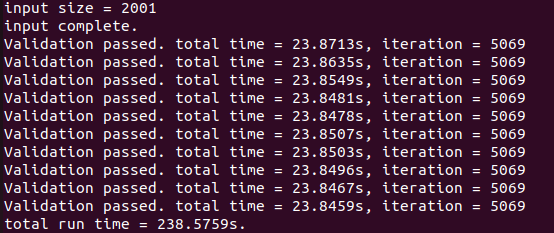 input size = 2001
input complete.
Validation passed. total time = 23.8713s, iteration = 5069
Validation passed. total time = 23.8635s, iteration = 5069
Validation passed. total time = 23.8549s, iteration = 5069
Validation passed. total time = 23.8481s, iteration = 5069
Validation passed. total time = 23.8478s, iteration = 5069
Validation passed. total time = 23.8507s, iteration = 5069
Validation passed. total time = 23.8503s, iteration = 5069
Validation passed. total time = 23.8496s, iteration = 5069
Validation passed. total time = 23.8467s, iteration = 5069
Validation passed. total time = 23.8459s, iteration = 5069
total run time = 238.5759s.